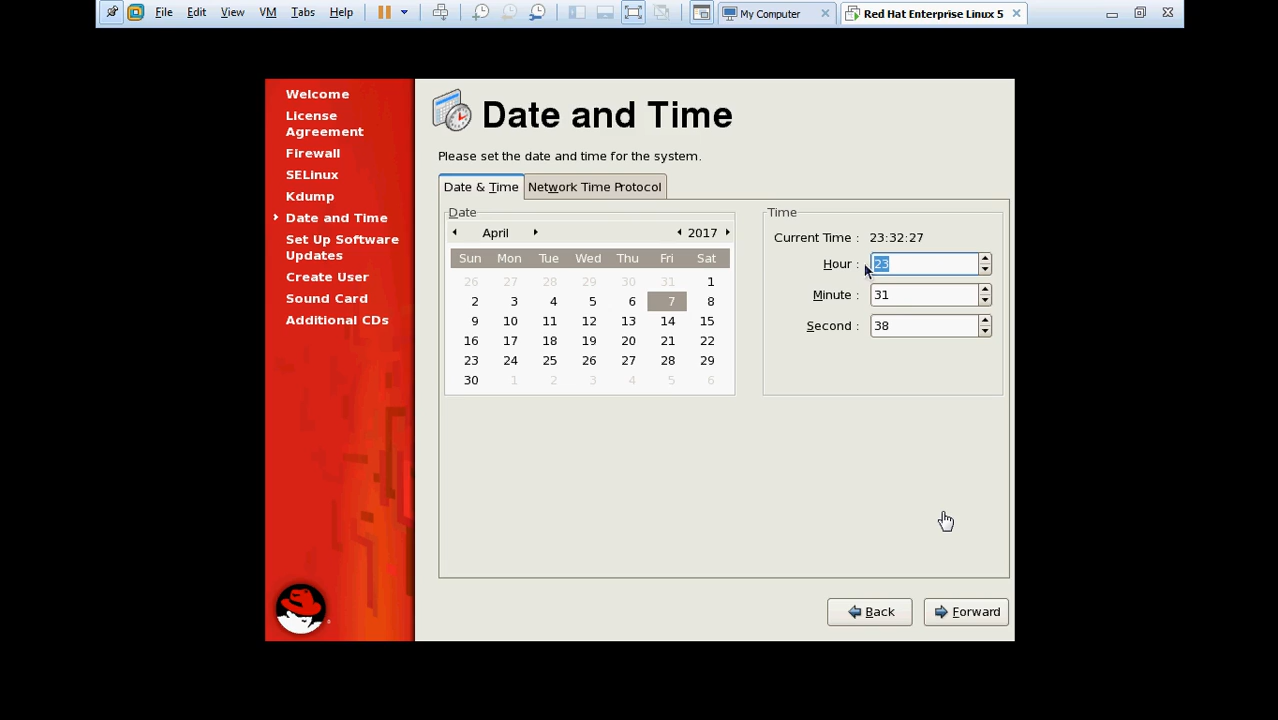 File Edit View VM Tabs Help My Computer Red Hat Enterprise Linux 5
Welcome
License
Agreement
Firewall
SELinux
Kdump
Date and Time
Set Up Software
Updates
Create User
Sound Card
Additional CDs
Date and Time
Please set the date and time for the system.
Date & Time Network Time Protocol
Date
April 2017
Sun Mon Tue Wed Thu Fri Sat
26 27 28 29 30 31 1
2 3 4 5 6 7 8
9 10 11 12 13 14 15
16 17 18 19 20 21 22
23 24 25 26 27 28 29
30 1 2 3 4 5 6
Time
Current Time : 23:32:27
Hour : 23
Minute : 31
Second : 38
Back Forward